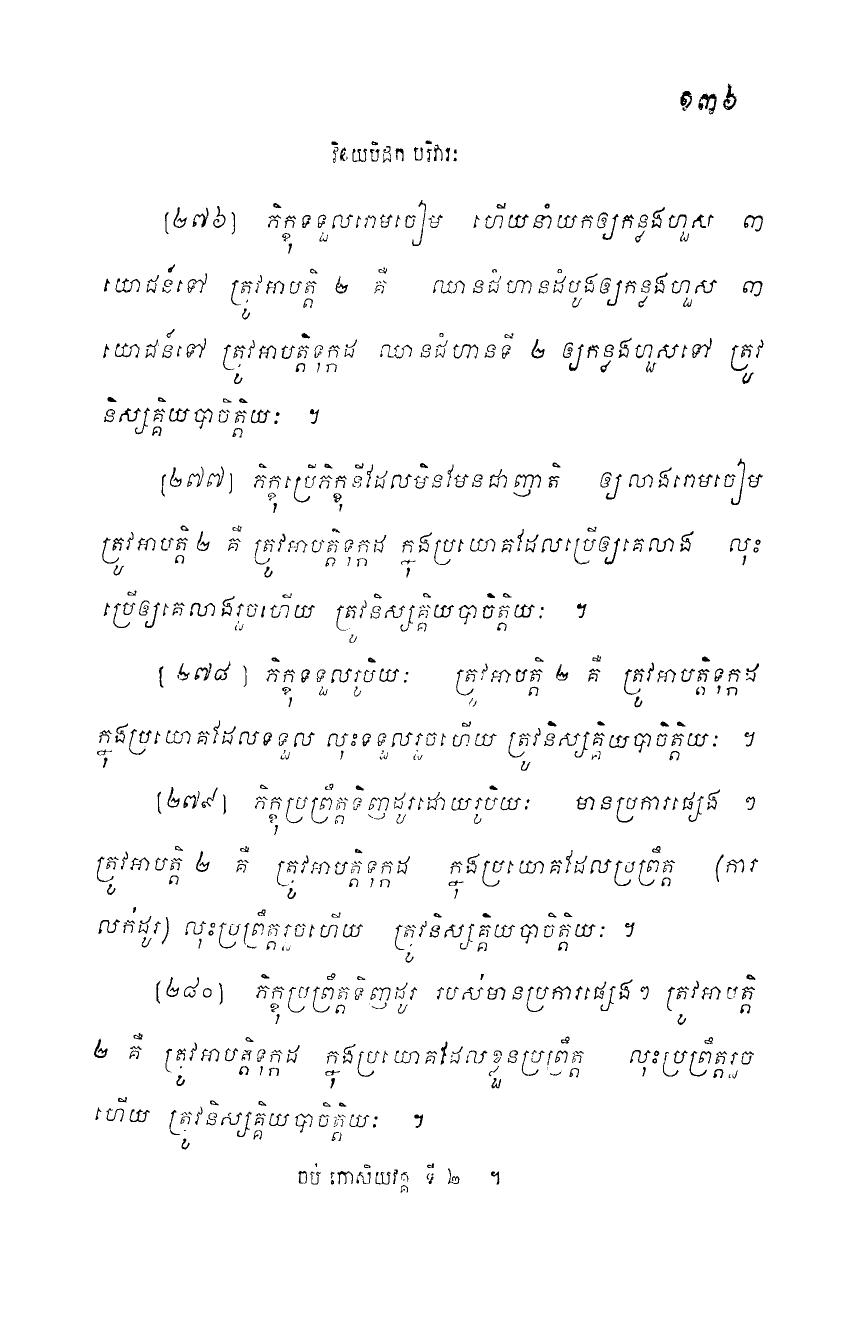 ១៣៦
វិនយបិដក បរិវារៈ
[២៧៦] ភិក្ខុទទួលរោមចៀម ហើយនាំយកឲ្យកន្លងហួស ៣
យោជន៍ទៅ ត្រូវអាបត្តិ ២ គឺ ឈានជំហានដំបូងឲ្យកន្លងហួស ៣
យោជន៍ទៅ ត្រូវអាបត្តិទុក្កដ ឈានជំហានទី ២ ឲ្យកន្លងហួសទៅ ត្រូវ
និស្សគ្គិយបាចិត្តិយៈ ។
[២៧៧] ភិក្ខុប្រើភិក្ខុនីដែលមិនមែនជាញាតិ ឲ្យលាងរោមចៀម
ត្រូវអាបត្តិ ២ គឺ ត្រូវអាបត្តិទុក្កដ ក្នុងប្រយោគដែលប្រើឲ្យគេលាង លុះ
ប្រើឲ្យគេលាងរួចហើយ ត្រូវនិស្សគ្គិយបាចិត្តិយៈ ។
[ ២៧៨ ] ភិក្ខុទទួលរូបិយៈ ត្រូវអាបត្តិ ២ គឺ ត្រូវអាបត្តិទុក្កដ
ក្នុងប្រយោគដែលទទួល លុះទទួលរួចហើយ ត្រូវនិស្សគ្គិយបាចិត្តិយៈ ។
[២៧៩] ភិក្ខុប្រព្រឹត្តទិញដូរដោយរូបិយៈ មានប្រការផ្សេង ៗ
ត្រូវអាបត្តិ ២ គឺ ត្រូវអាបត្តិទុក្កដ ក្នុងប្រយោគដែលប្រព្រឹត្ត (ការ
លក់ដូរ) លុះប្រព្រឹត្តរួចហើយ ត្រូវនិស្សគ្គិយបាចិត្តិយៈ ។
[២៨០] ភិក្ខុប្រព្រឹត្តទិញដូរ របស់មានប្រការផ្សេងៗ ត្រូវអាបត្តិ
២ គឺ ត្រូវអាបត្តិទុក្កដ ក្នុងប្រយោគដែលខ្លួនប្រព្រឹត្ត លុះប្រព្រឹត្តរួច
ហើយ ត្រូវនិស្សគ្គិយបាចិត្តិយៈ ។
ចប់ កោសិយវគ្គ ទី ២ ។